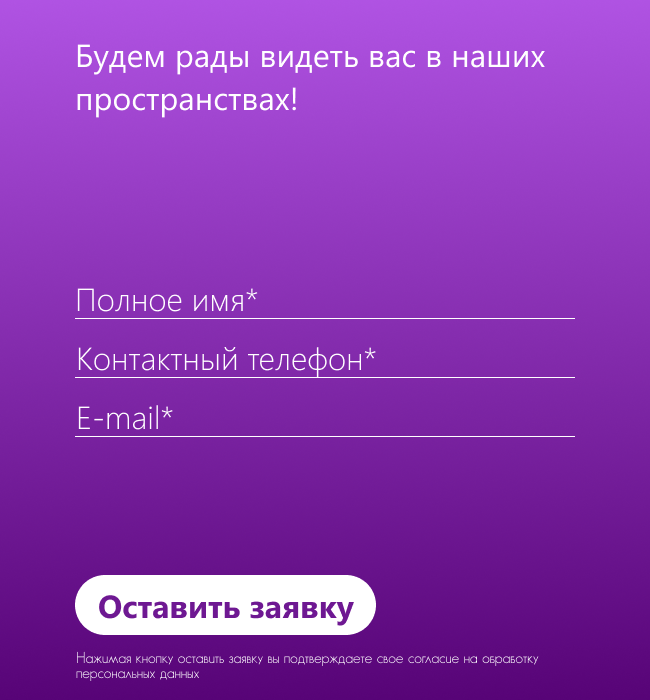 Будем рады видеть вас в наших
пространствах!
Полное имя*
Контактный телефон*
E-mail*
Оставить заявку
Нажимая кнопку оставить заявку вы подтверждаете свое согласие на обработку
персональных данных